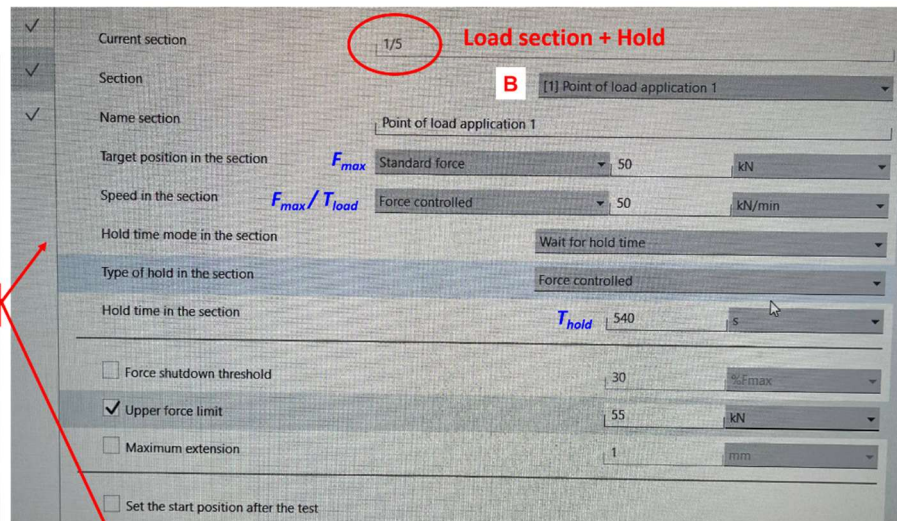 Current section 1/5 Load section + Hold
Section B [1] Point of load application 1
Name section Point of load application 1
Target position in the section Fmax Standard force 50 kN
Speed in the section Fmax / Tload Force controlled 50 kN/min
Hold time mode in the section Wait for hold time
Type of hold in the section Force controlled
Hold time in the section Thold 540 s
Force shutdown threshold 30 %Fmax
Upper force limit 55 kN
Maximum extension 1 mm
Set the start position after the test